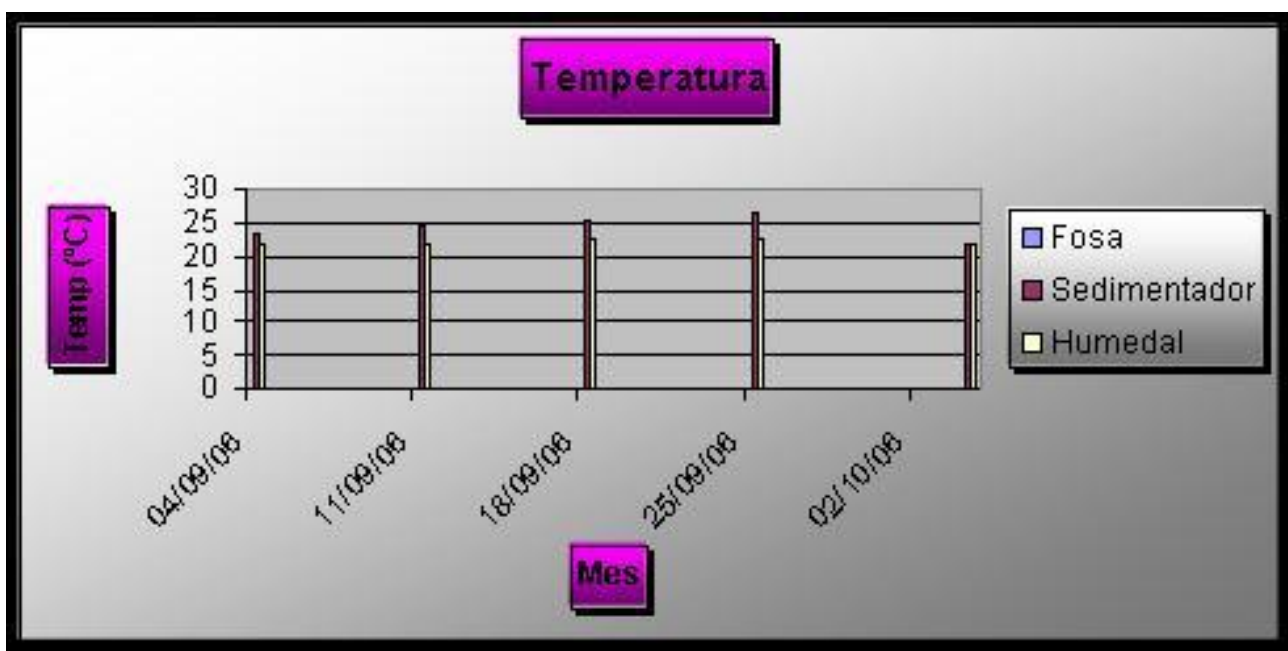 Temperatura
Temp (ºC)
30
25
20
15
10
5
0
04/09/06
11/09/06
18/09/06
25/09/06
02/10/06
Mes
Fosa
Sedimentador
Humedal